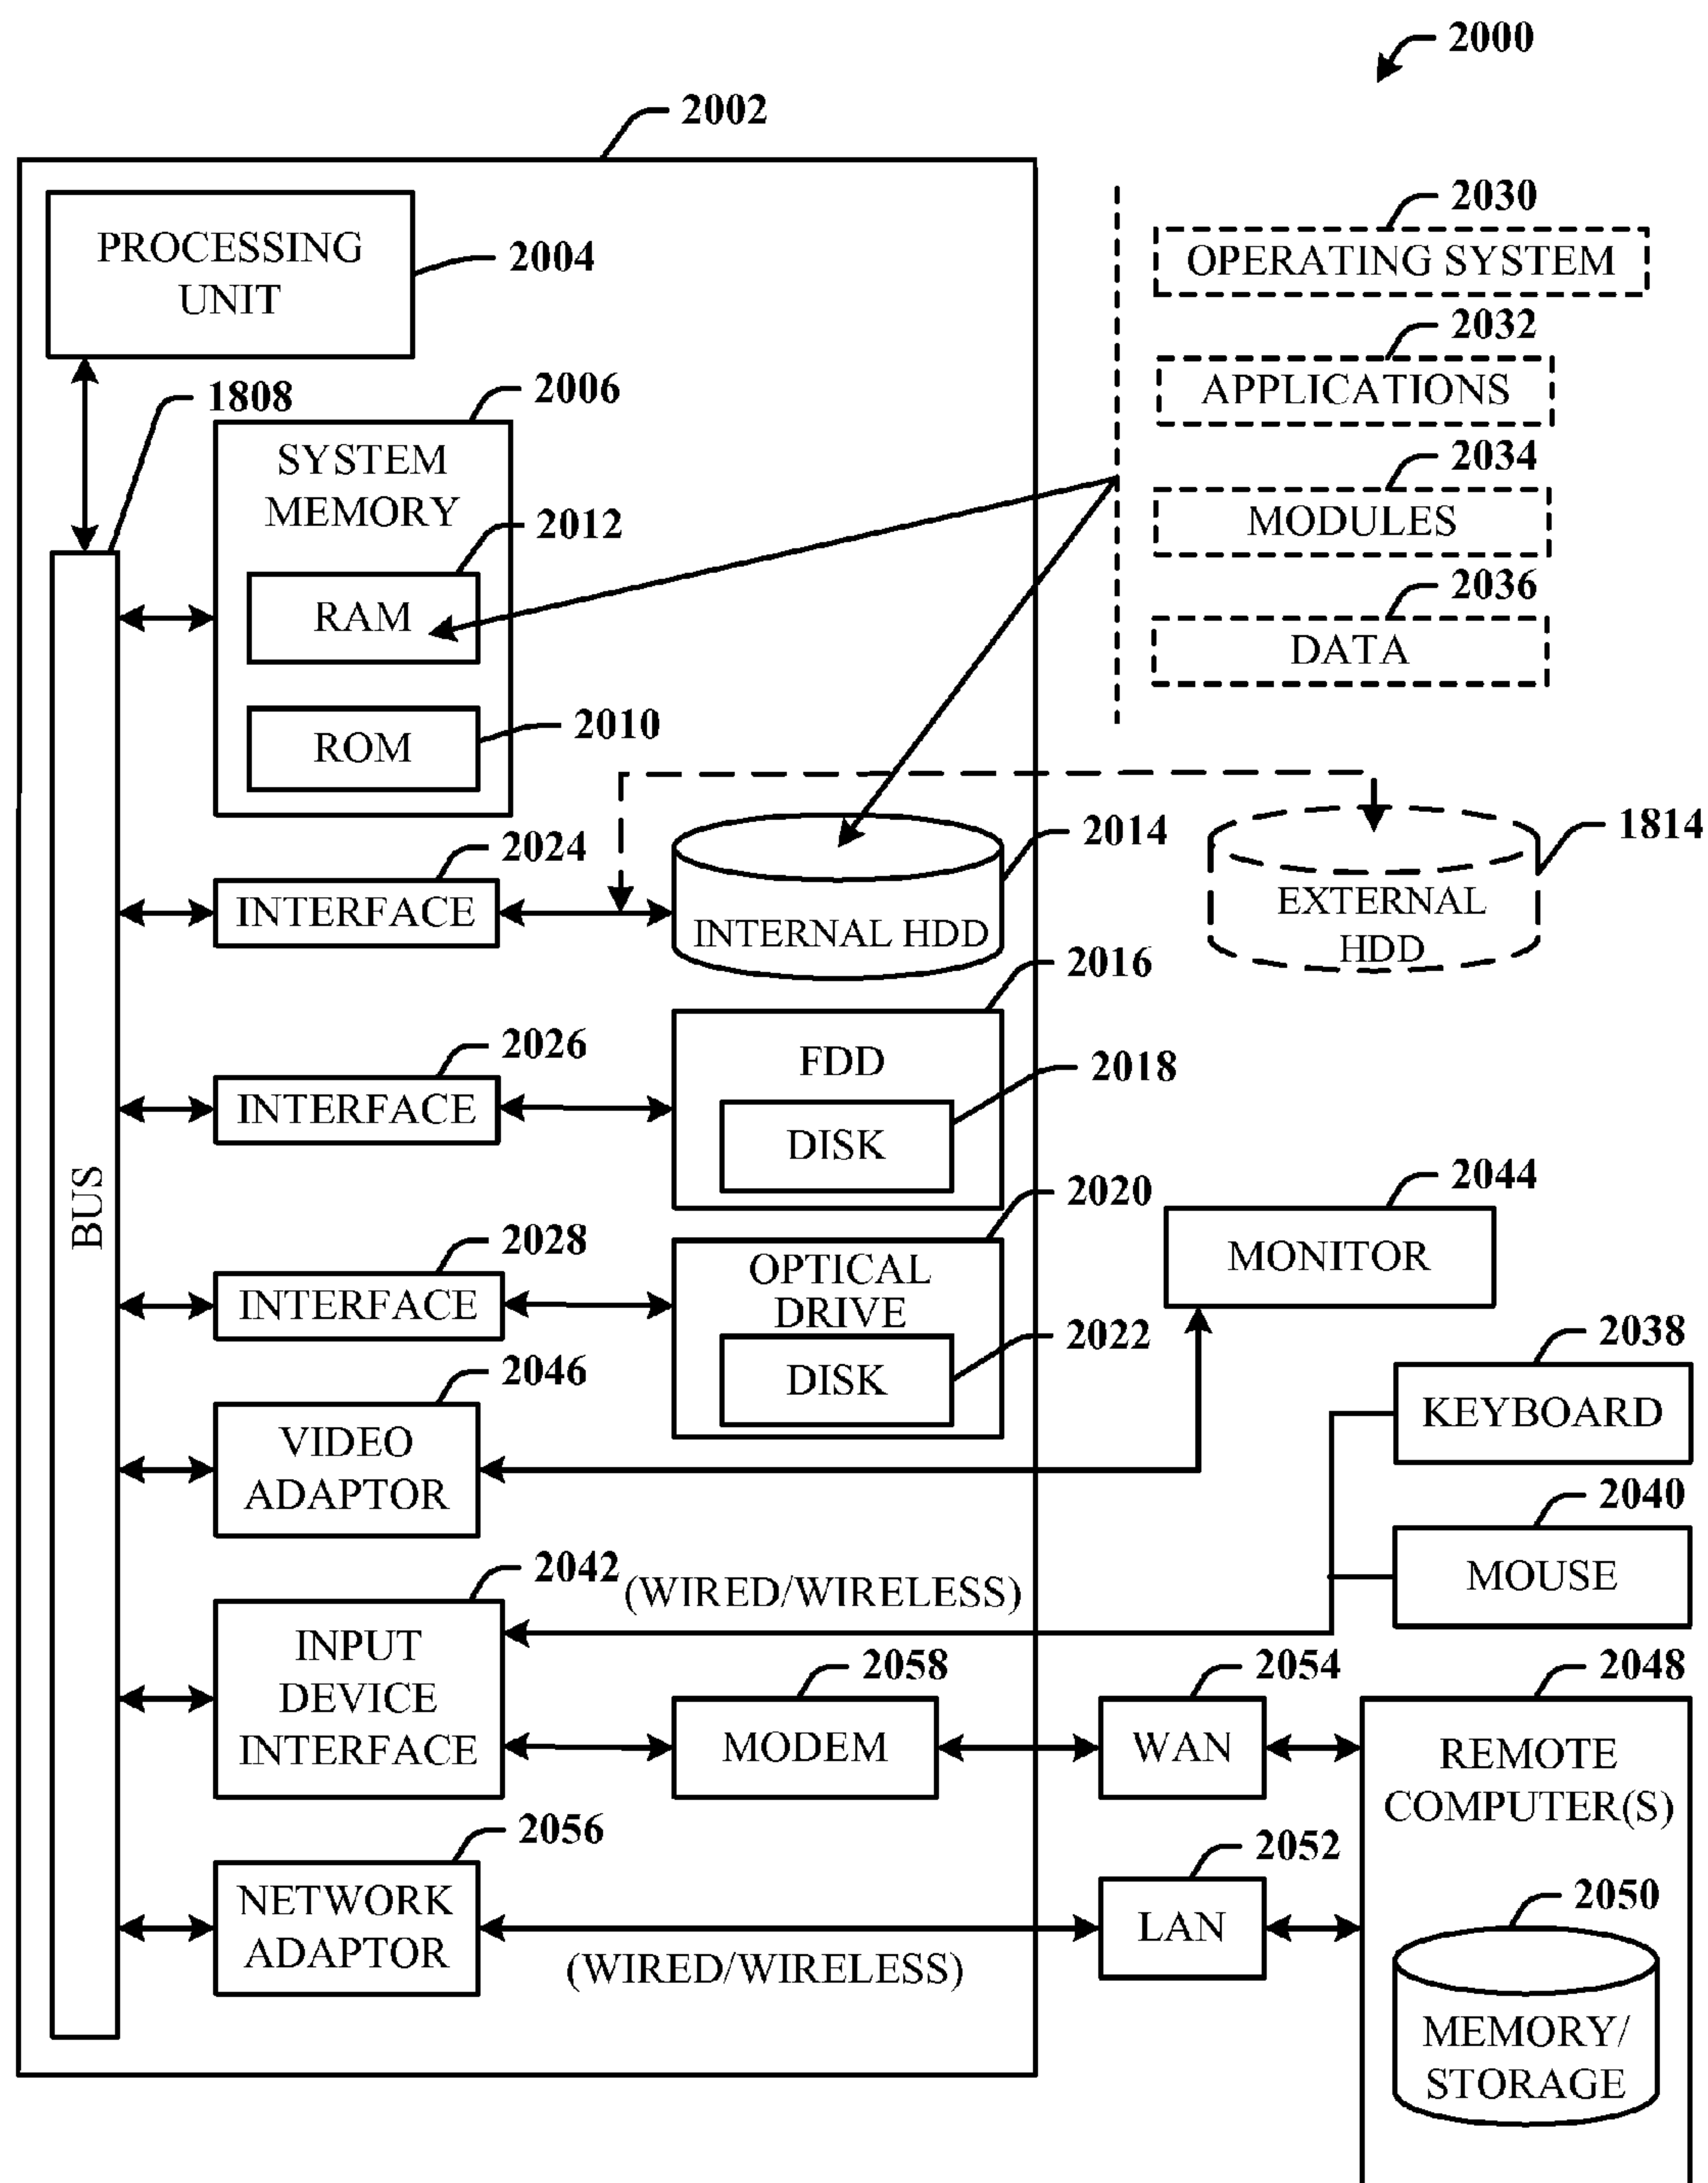 2000
2002
PROCESSING
UNIT
2004
2030
OPERATING SYSTEM
2032
APPLICATIONS
2034
MODULES
2036
DATA
1808
2006
SYSTEM
MEMORY
2012
RAM
2010
ROM
2024
INTERFACE
2014
INTERNAL HDD
1814
EXTERNAL
HDD
2026
INTERFACE
2016
FDD
2018
DISK
BUS
2028
INTERFACE
2020
OPTICAL
DRIVE
2022
DISK
2044
MONITOR
2046
VIDEO
ADAPTOR
2038
KEYBOARD
2040
MOUSE
2042
(WIRED/WIRELESS)
INPUT
DEVICE
INTERFACE
2058
MODEM
2054
WAN
2048
REMOTE
COMPUTER(S)
2056
NETWORK
ADAPTOR
(WIRED/WIRELESS)
2052
LAN
2050
MEMORY/
STORAGE